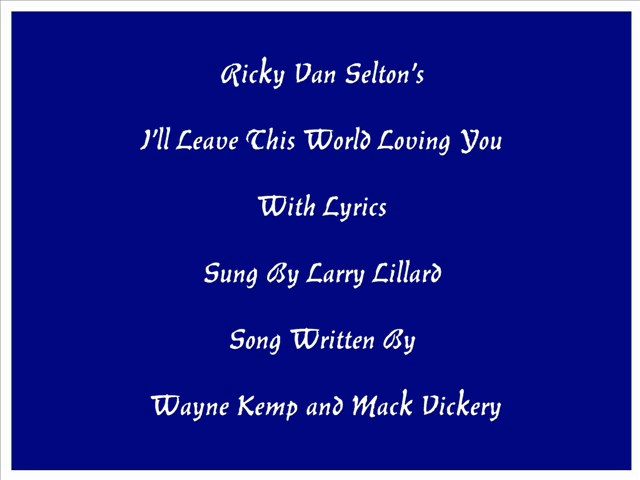 Ricky Van Selton's
I'll Leave This World Loving You
With Lyrics
Sung By Larry Lillard
Song Written By
Wayne Kemp and Mack Vickery